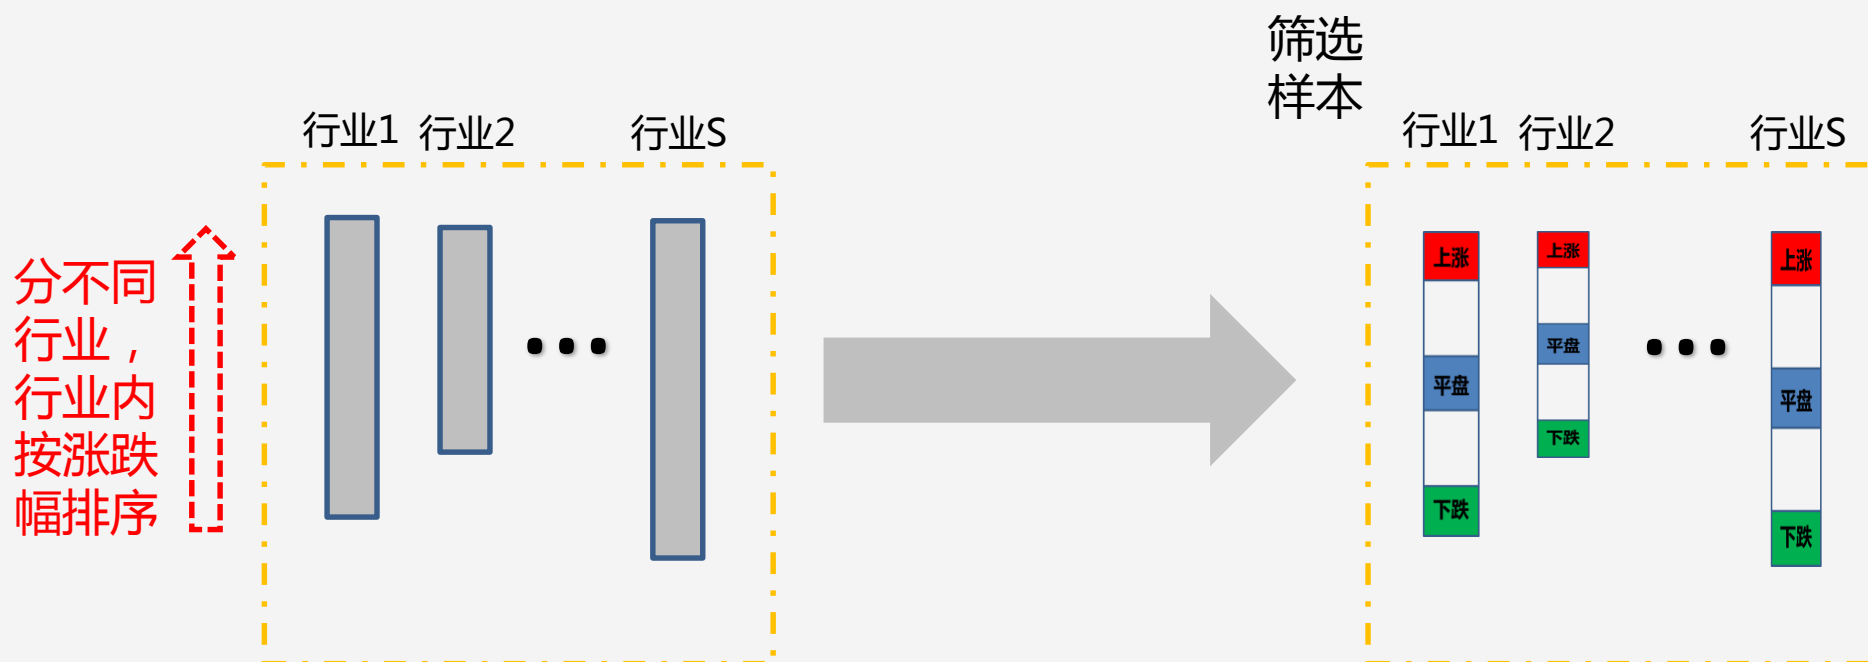 筛选
样本
行业1 行业2 行业S
行业1 行业2 行业S
分不同
行业，
行业内
按涨跌
幅排序
上涨 上涨 上涨
平盘 平盘 平盘
下跌 下跌 下跌